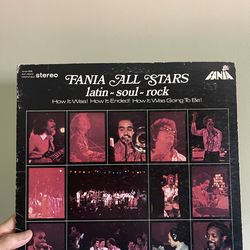 stereo
FANIA ALL STARS
latin-soul-rock
How It Was! How It Ended! How It Was Going To Be!
FANIA